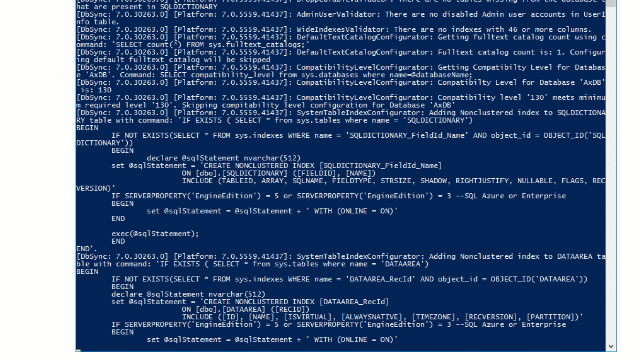 hat are present in SQLDICTIONARY
[DbSync: 7.0.30263.0] [Platform: 7.0.5559.41437]: AdminUserValidator: There are no disabled Admin user accounts in UserI
nfo table.
[DbSync: 7.0.30263.0] [Platform: 7.0.5559.41437]: WideIndexesValidator: There are no indexes with 46 or more columns.
[DbSync: 7.0.30263.0] [Platform: 7.0.5559.41437]: DefaultTextCatalogConfigurator: Getting fulltext catalog count using c
ommand: 'SELECT count(*) FROM sys.fulltext_catalogs;'
[DbSync: 7.0.30263.0] [Platform: 7.0.5559.41437]: DefaultTextCatalogConfigurator: Fulltext catalog count is: 1. Configur
ing default fulltext catalog will be skipped
[DbSync: 7.0.30263.0] [Platform: 7.0.5559.41437]: CompatibilityLevelConfigurator: Getting Compatibilty Level for Databas
e 'AxDB'. Command: SELECT compatibility_level from sys.databases where name=@databaseName;
[DbSync: 7.0.30263.0] [Platform: 7.0.5559.41437]: CompatibilityLevelConfigurator: Compatibilty Level for Database 'AxDB'
 is: 130
[DbSync: 7.0.30263.0] [Platform: 7.0.5559.41437]: CompatibilityLevelConfigurator: Compatibility level '130' meets minimu
m required level '130'. Skipping compitability level configuration for Database 'AxDB'
[DbSync: 7.0.30263.0] [Platform: 7.0.5559.41437]: SystemTableIndexConfigurator: Adding Nonclustered index to SQLDICTIONA
RY table with command: 'IF EXISTS ( SELECT * from sys.tables where name = 'SQLDICTIONARY')
BEGIN
IF NOT EXISTS(SELECT * FROM sys.indexes WHERE name = 'SQLDICTIONARY_FieldId_Name' AND object_id = OBJECT_ID('SQL
DICTIONARY'))
BEGIN
declare @sqlStatement nvarchar(512)
set @sqlStatement = 'CREATE NONCLUSTERED INDEX [SQLDICTIONARY_FieldId_Name]
ON [dbo].[SQLDICTIONARY] ([FIELDID], [NAME])
INCLUDE (TABLEID, ARRAY, SQLNAME, FIELDTYPE, STRSIZE, SHADOW, RIGHTJUSTIFY, NULLABLE, FLAGS, REC
VERSION)'
IF SERVERPROPERTY('EngineEdition') = 5 or SERVERPROPERTY('EngineEdition') = 3 --SQL Azure or Enterprise
BEGIN
set @sqlStatement = @sqlStatement + ' WITH (ONLINE = ON)'
END
exec(@sqlStatement);
END
END'.
[DbSync: 7.0.30263.0] [Platform: 7.0.5559.41437]: SystemTableIndexConfigurator: Adding Nonclustered index to DATAAREA ta
ble with command: 'IF EXISTS ( SELECT * from sys.tables where name = 'DATAAREA')
BEGIN
IF NOT EXISTS(SELECT * FROM sys.indexes WHERE name = 'DATAAREA_RecId' AND object_id = OBJECT_ID('DATAAREA'))
BEGIN
declare @sqlStatement nvarchar(512)
set @sqlStatement = 'CREATE NONCLUSTERED INDEX [DATAAREA_RecId]
ON [dbo].[DATAAREA] ([RECID])
INCLUDE ([ID], [NAME], [ISVIRTUAL], [ALWAYSNATIVE], [TIMEZONE], [RECVERSION], [PARTITION])'
IF SERVERPROPERTY('EngineEdition') = 5 or SERVERPROPERTY('EngineEdition') = 3 --SQL Azure or Enterprise
BEGIN
set @sqlStatement = @sqlStatement + ' WITH (ONLINE = ON)'